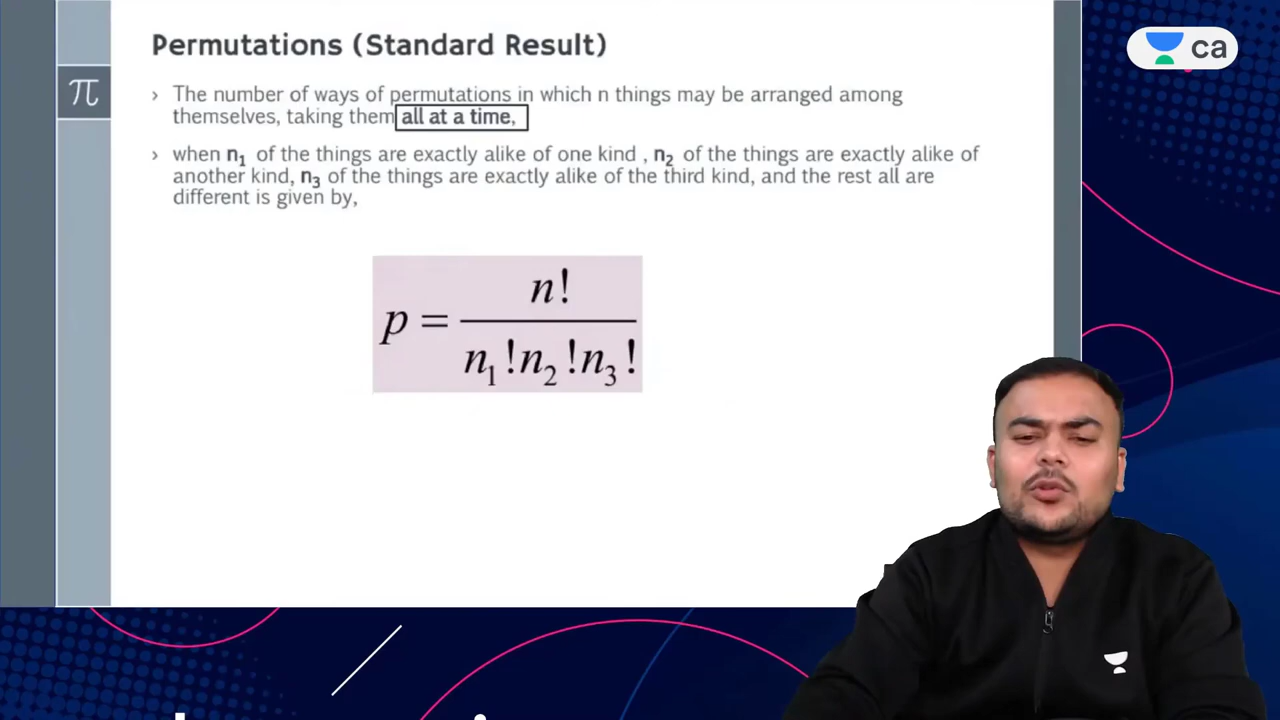 Permutations (Standard Result)
ca
π
› The number of ways of permutations in which n things may be arranged among
themselves, taking them all at a time,
› when n₁ of the things are exactly alike of one kind , n₂ of the things are exactly alike of
another kind, n₃ of the things are exactly alike of the third kind, and the rest all are
different is given by,
p = n! / n₁!n₂!n₃!